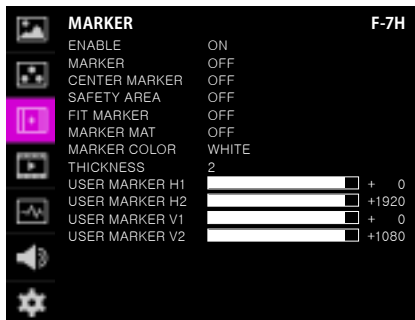 MARKER F-7H
ENABLE ON
MARKER OFF
CENTER MARKER OFF
SAFETY AREA OFF
FIT MARKER OFF
MARKER MAT OFF
MARKER COLOR WHITE
THICKNESS 2
USER MARKER H1 + 0
USER MARKER H2 +1920
USER MARKER V1 + 0
USER MARKER V2 +1080